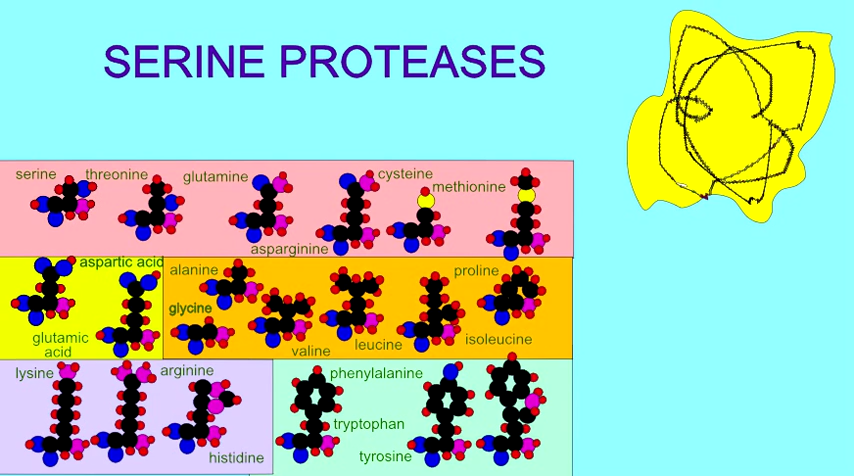 SERINE PROTEASES
serine threonine glutamine cysteine
methionine
asparginine
aspartic acid alanine proline
glycine
glutamic
acid
valine leucine isoleucine
lysine arginine phenylalanine
tryptophan
histidine tyrosine